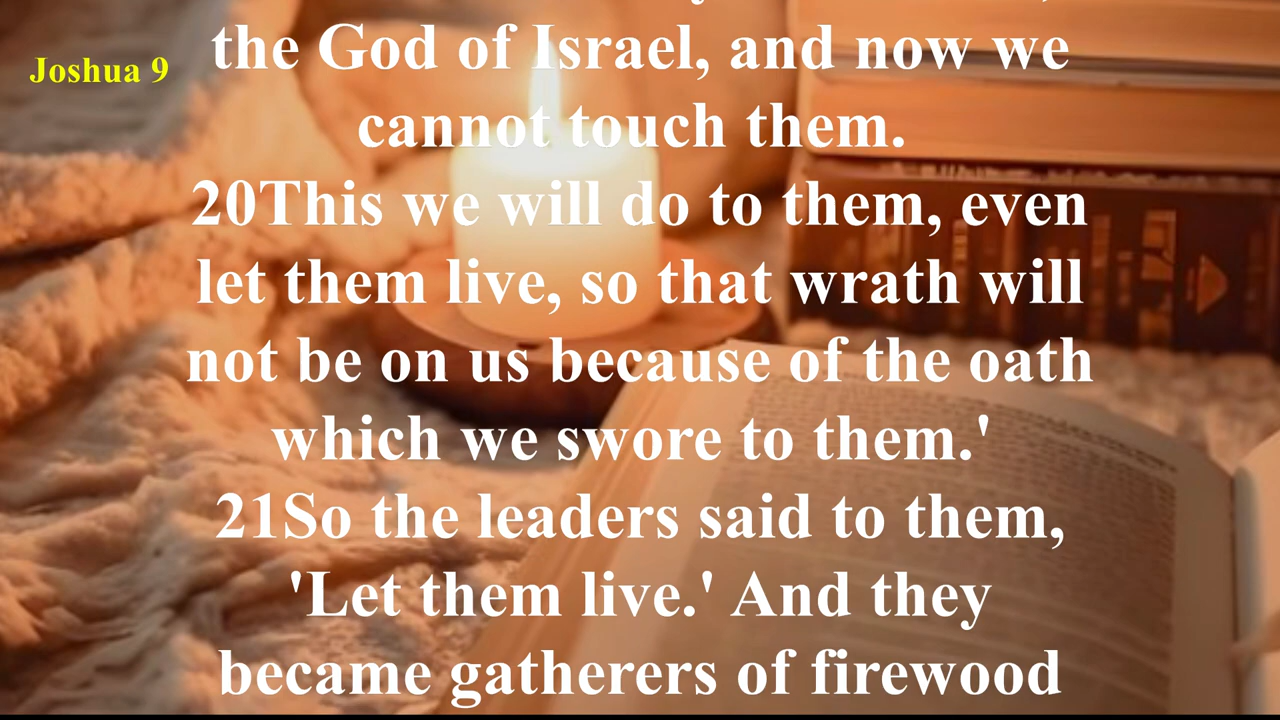 Joshua 9
the God of Israel, and now we
cannot touch them.
20This we will do to them, even
let them live, so that wrath will
not be on us because of the oath
which we swore to them.'
21So the leaders said to them,
'Let them live.' And they
became gatherers of firewood